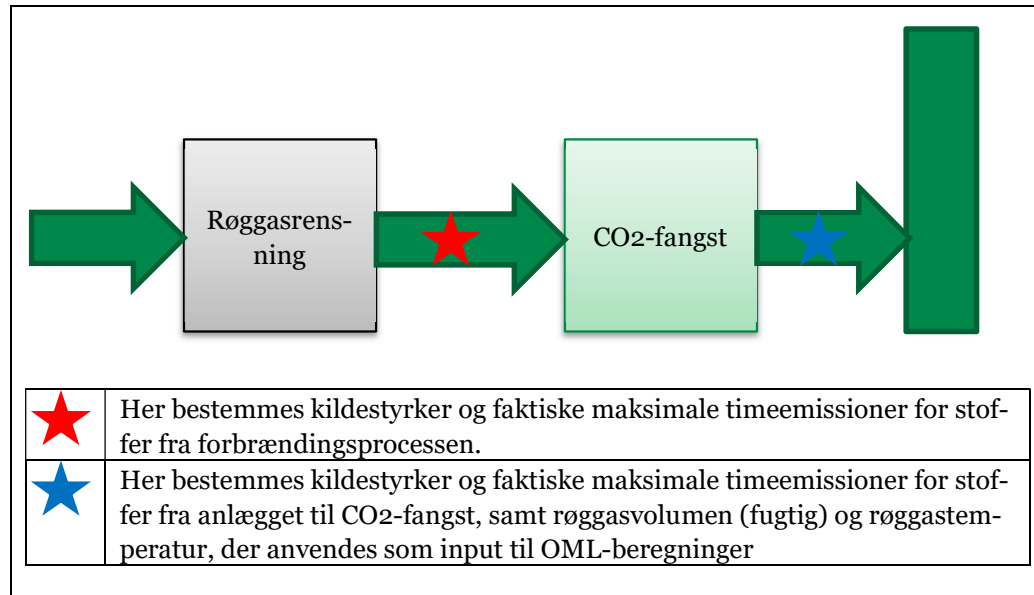 Røggasrens-
ning
CO2-fangst
Her bestemmes kildestyrker og faktiske maksimale timeemissioner for stof-
fer fra forbrændingsprocessen.
Her bestemmes kildestyrker og faktiske maksimale timeemissioner for stof-
fer fra anlægget til CO2-fangst, samt røggasvolumen (fugtig) og røggastem-
peratur, der anvendes som input til OML-beregninger